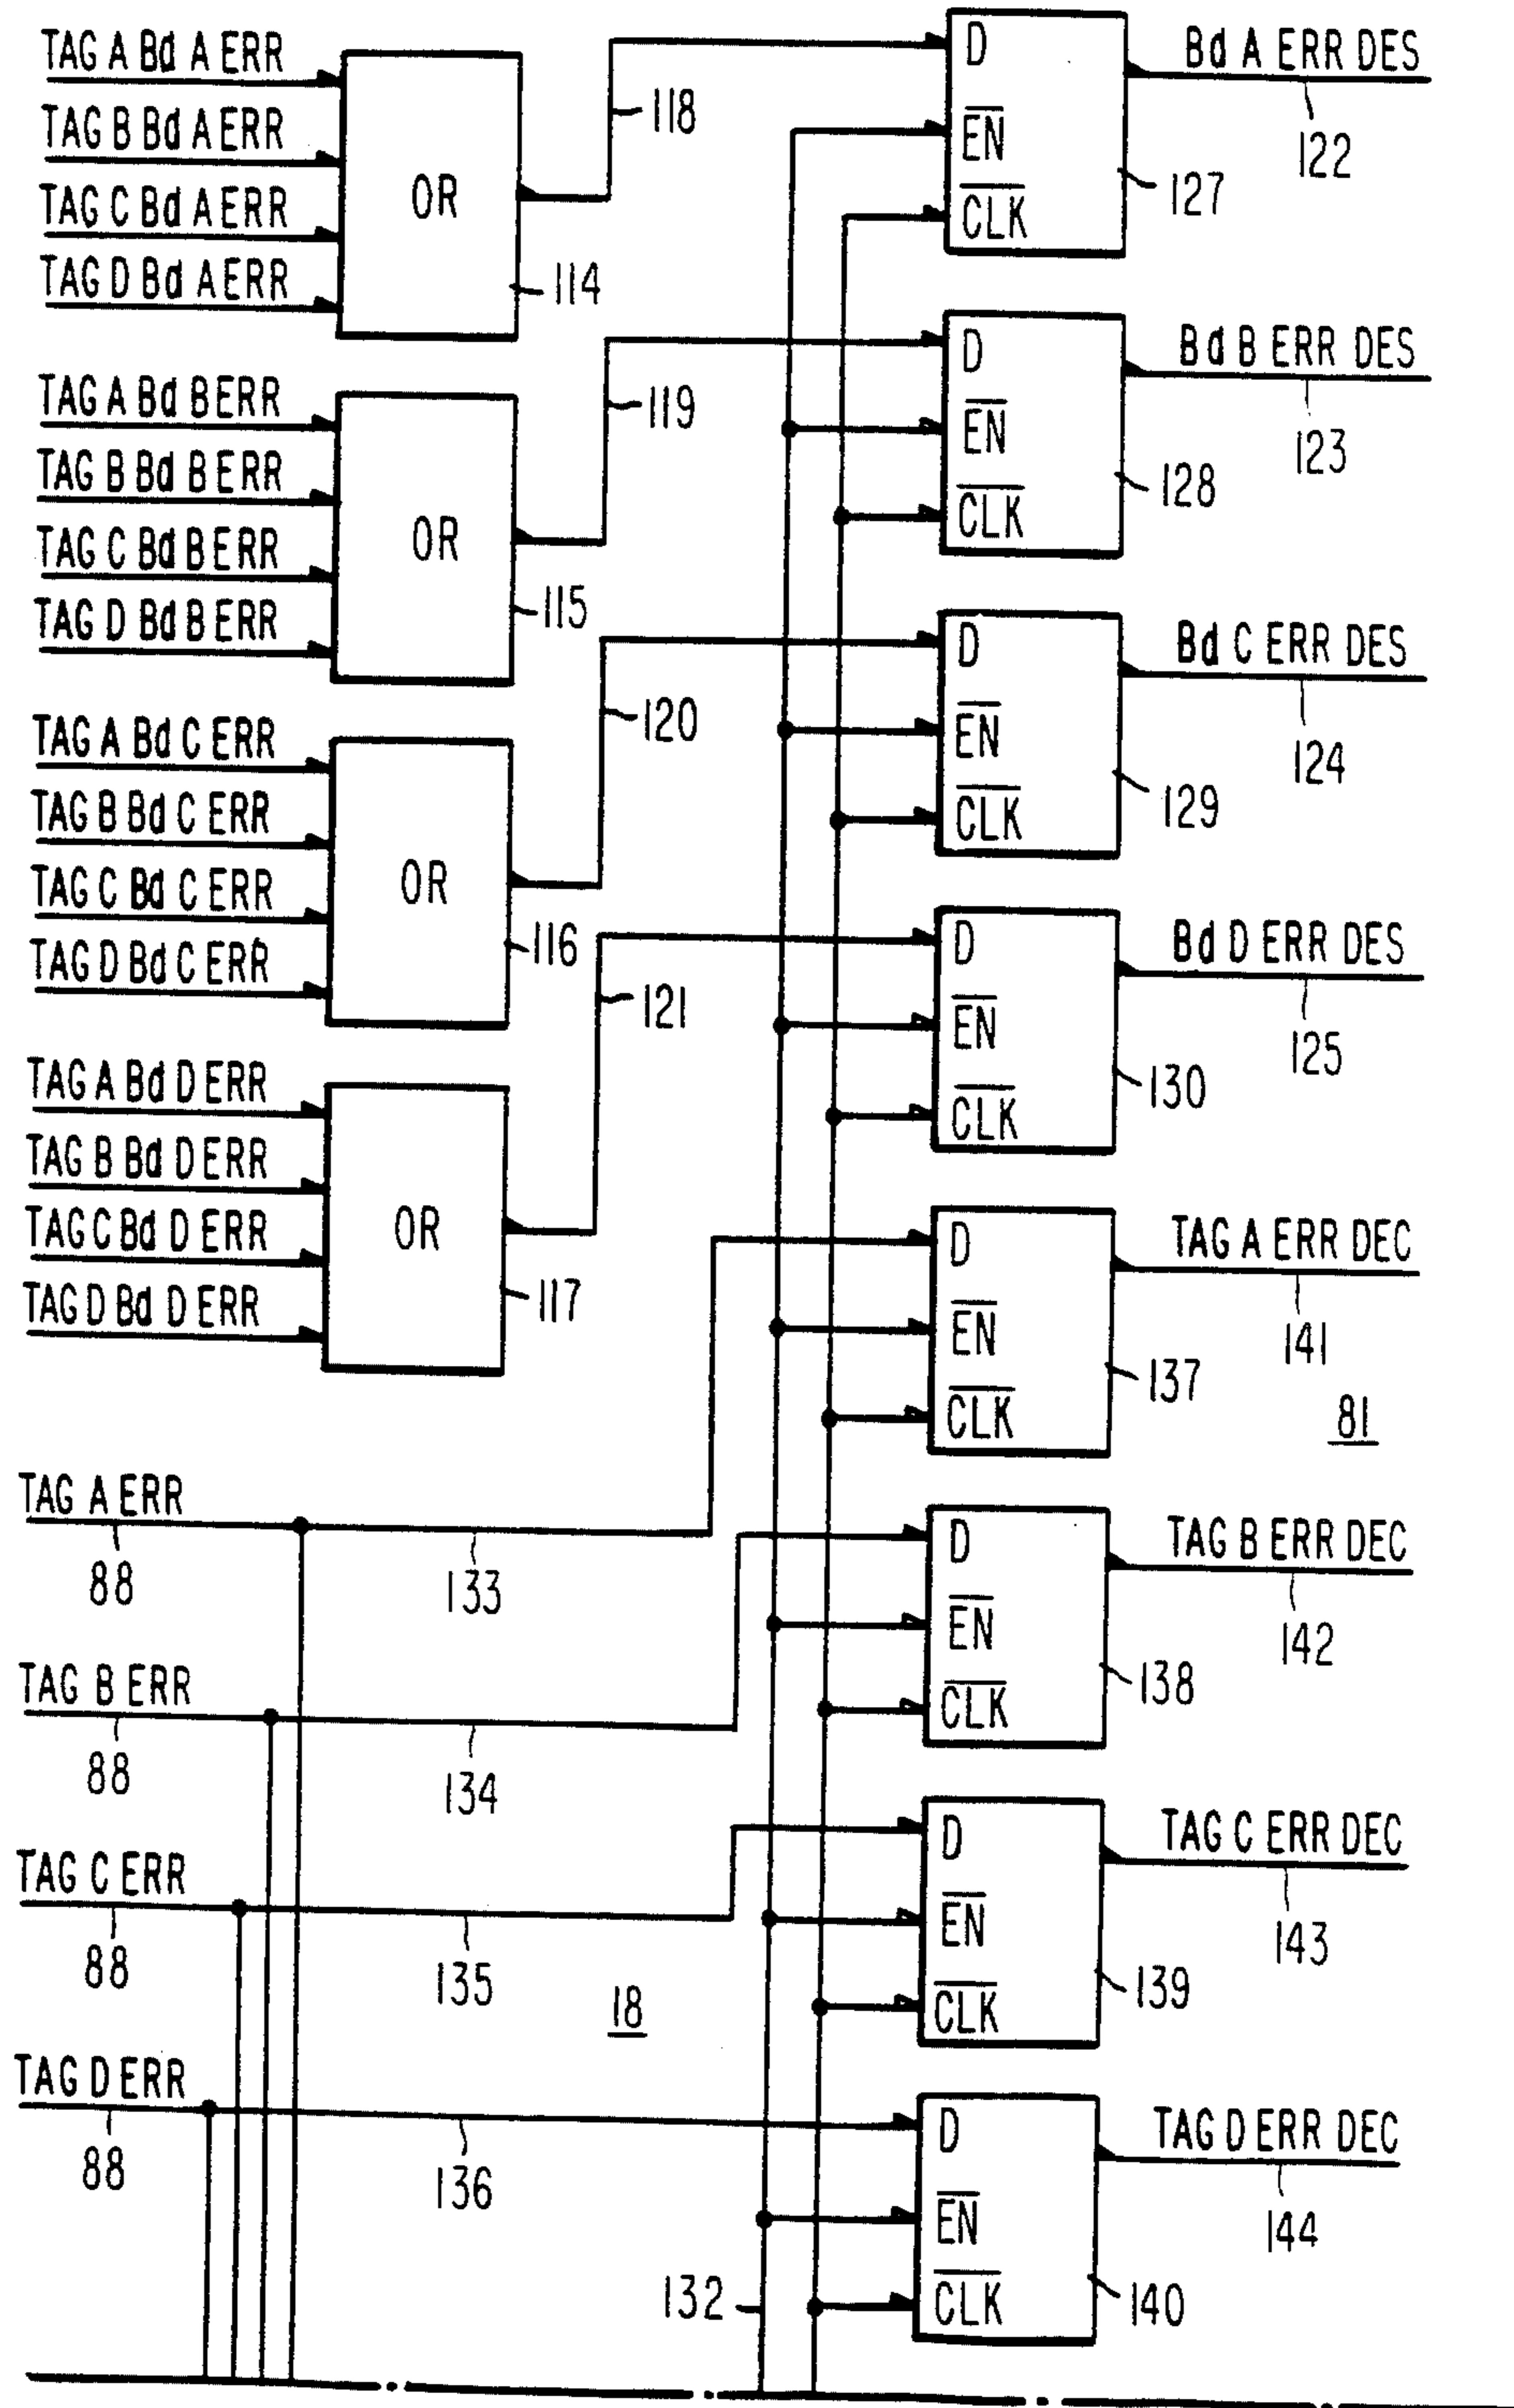 TAG A Bd A ERR
TAG B Bd A ERR
TAG C Bd A ERR
TAG D Bd A ERR
OR
114
118
D
EN
CLK
127
Bd A ERR DES
122
TAG A Bd B ERR
TAG B Bd B ERR
TAG C Bd B ERR
TAG D Bd B ERR
OR
115
119
D
EN
CLK
128
Bd B ERR DES
123
TAG A Bd C ERR
TAG B Bd C ERR
TAG C Bd C ERR
TAG D Bd C ERR
OR
116
120
D
EN
CLK
129
Bd C ERR DES
124
TAG A Bd D ERR
TAG B Bd D ERR
TAG C Bd D ERR
TAG D Bd D ERR
OR
117
121
D
EN
CLK
130
Bd D ERR DES
125
TAG A ERR
88
133
D
EN
CLK
137
TAG A ERR DEC
141
81
TAG B ERR
88
134
D
EN
CLK
138
TAG B ERR DEC
142
TAG C ERR
88
135
18
D
EN
CLK
139
TAG C ERR DEC
143
TAG D ERR
88
136
132
D
EN
CLK
140
TAG D ERR DEC
144